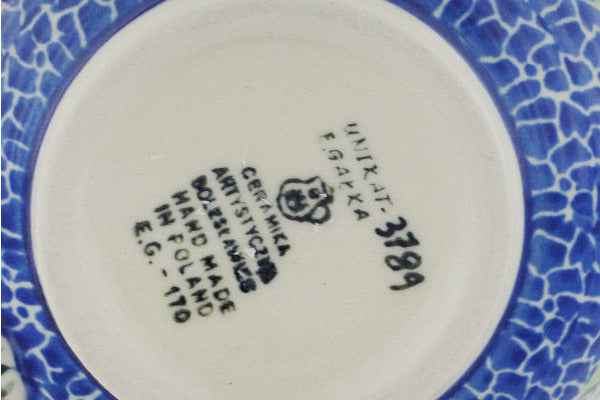 UNIKAT-3789
E.GAŁKA
CERAMIKA
ARTYSTYCZNA
BOLESŁAWIEC
HAND MADE
IN POLAND
E.G. - 170